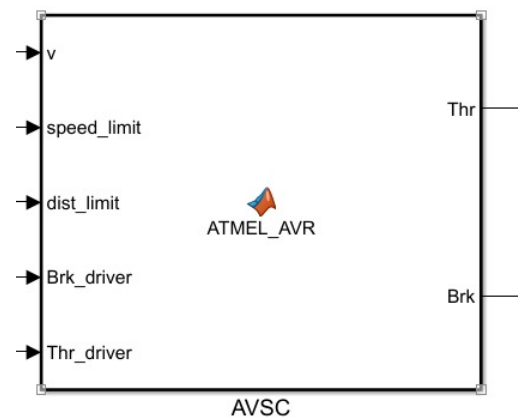 v
speed_limit
dist_limit
Brk_driver
Thr_driver
ATMEL_AVR
Thr
Brk
AVSC